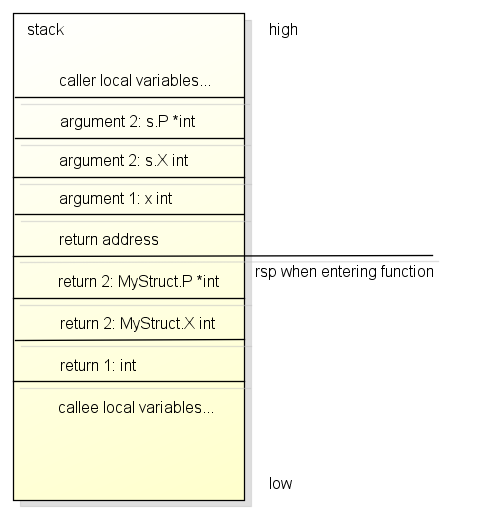 stack
high
caller local variables...
argument 2: s.P *int
argument 2: s.X int
argument 1: x int
return address
rsp when entering function
return 2: MyStruct.P *int
return 2: MyStruct.X int
return 1: int
callee local variables...
low